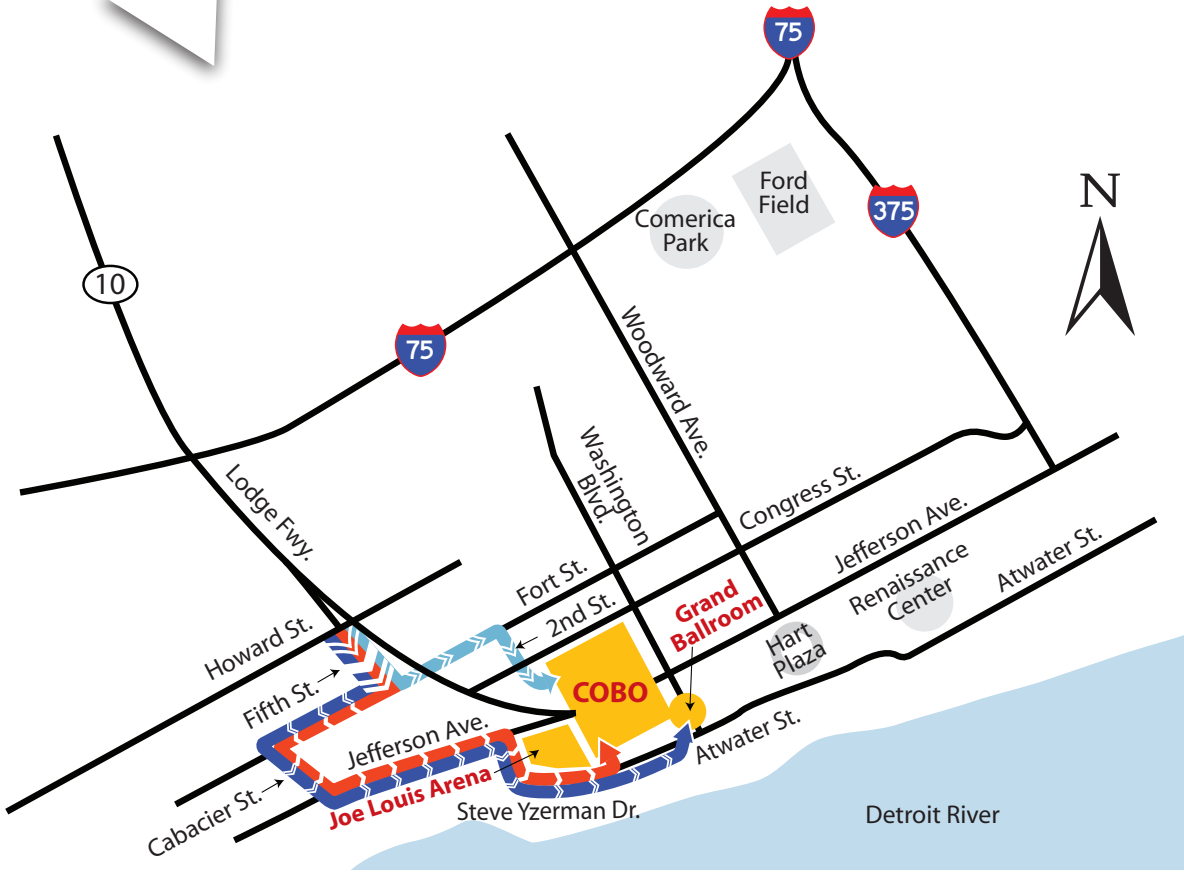 75
Ford
Field
Comerica
Park
375
N
10
75
Woodward Ave.
Washington
Blvd.
Lodge Fwy.
Congress St.
Jefferson Ave.
Renaissance
Center
Atwater St.
Fort St.
2nd St.
Grand
Ballroom
Howard St.
Hart
Plaza
Fifth St.
COBO
Jefferson Ave.
Atwater St.
Joe Louis Arena
Cabacier St.
Steve Yzerman Dr.
Detroit River